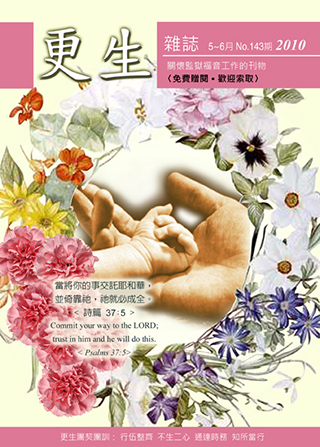 更生
雜誌 5~6月 No.143期 2010
關懷監獄福音工作的刊物
(免費贈閱•歡迎索取)
當將你的事交託耶和華,
並倚靠祂,祂就必成全。
< 詩篇 37:5 >
Commit your way to the LORD;
trust in him and he will do this.
< Psalms 37:5>
更生團契團訓: 行伍整齊 不生二心 通達時務 知所當行